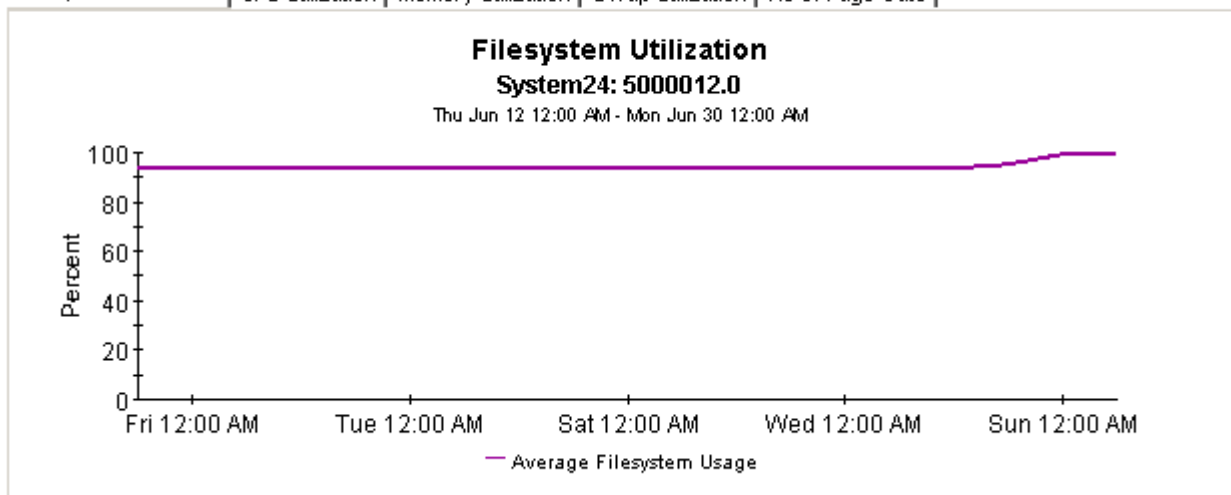 Filesystem Utilization
System24: 5000012.0
Thu Jun 12 12:00 AM - Mon Jun 30 12:00 AM
100
80
60
40
20
0
Percent
Fri 12:00 AM Tue 12:00 AM Sat 12:00 AM Wed 12:00 AM Sun 12:00 AM
Average Filesystem Usage